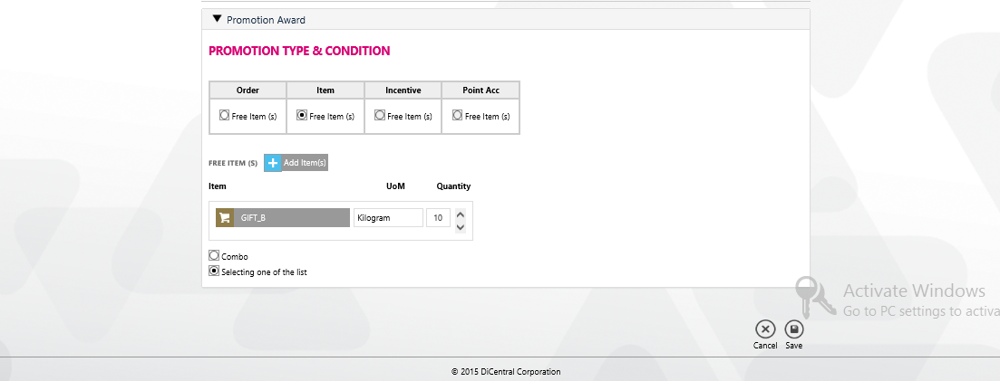 Promotion Award
PROMOTION TYPE & CONDITION
Order Item Incentive Point Acc
Free Item (s) Free Item (s) Free Item (s) Free Item (s)
FREE ITEM (S) Add Item(s)
Item UoM Quantity
GIFT_B Kilogram 10
Combo
Selecting one of the list
Activate Windows
Go to PC settings to activa
Cancel Save
© 2015 DiCentral Corporation